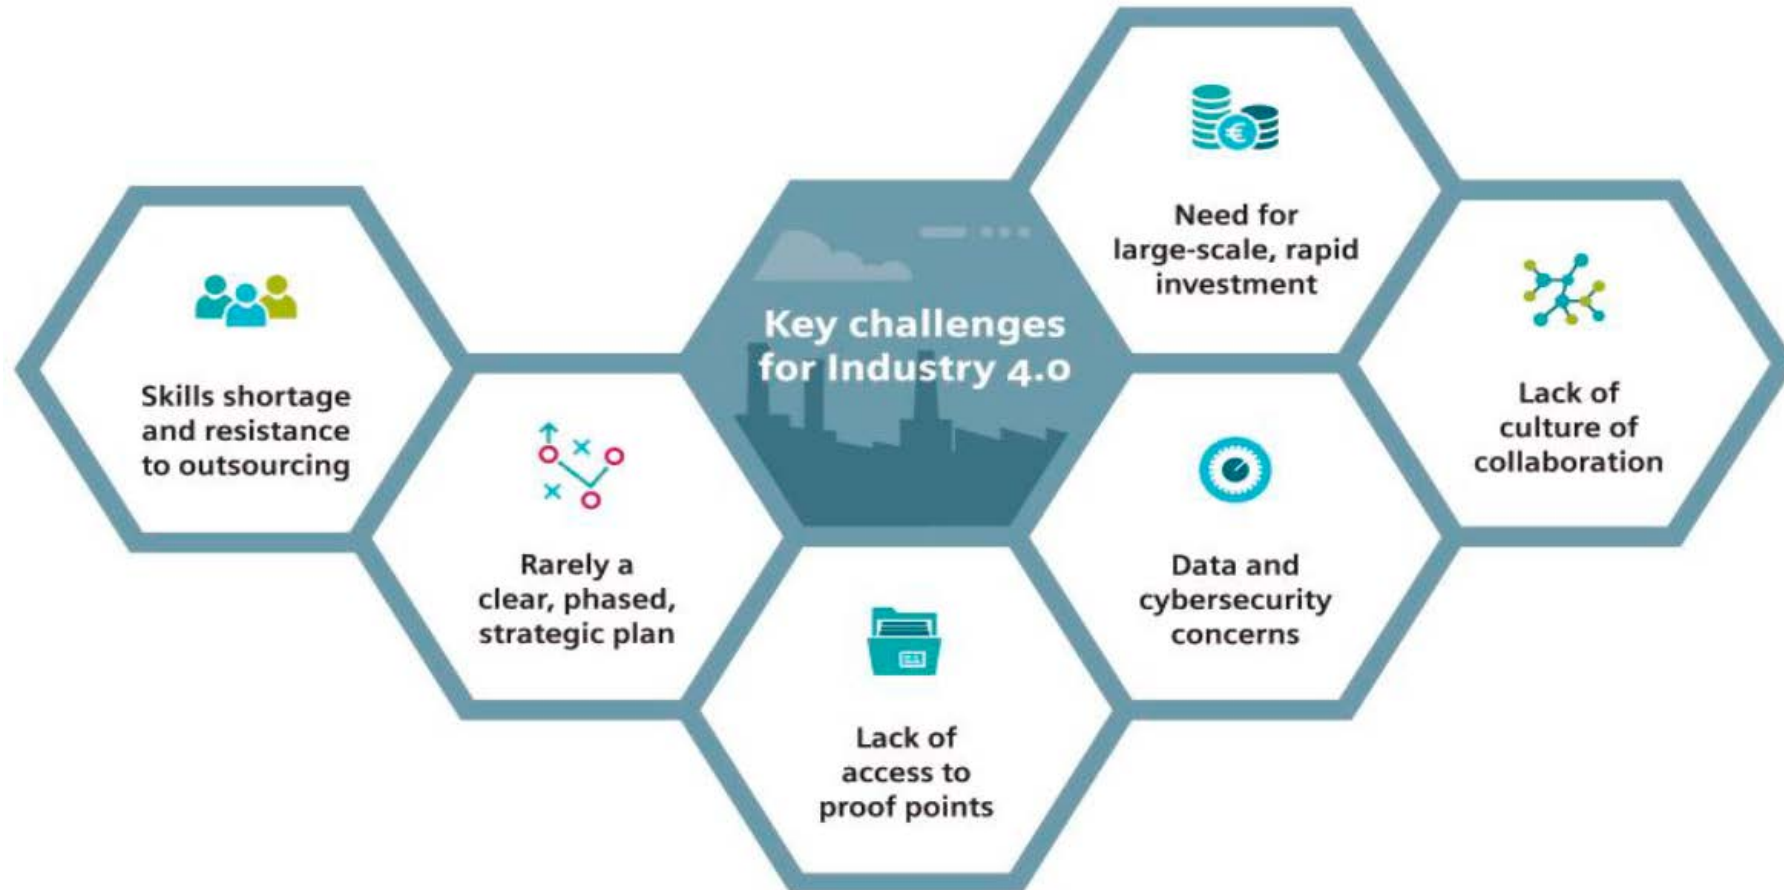 Key challenges
for Industry 4.0
Skills shortage
and resistance
to outsourcing
Rarely a
clear, phased,
strategic plan
Lack of
access to
proof points
Data and
cybersecurity
concerns
Need for
large-scale, rapid
investment
Lack of
culture of
collaboration